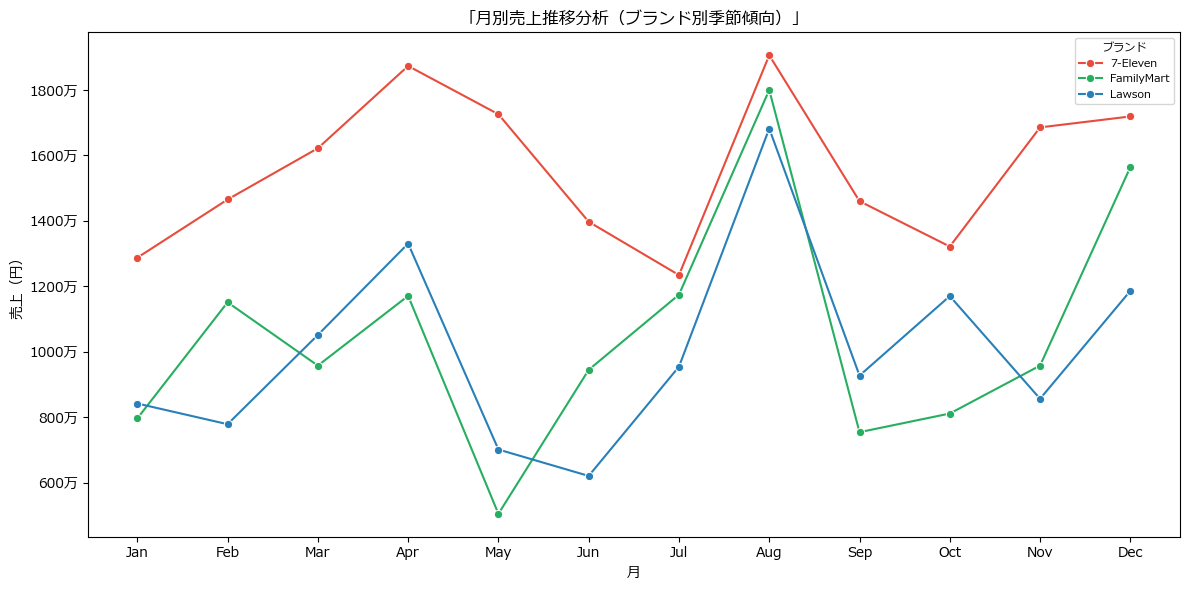 「月別売上推移分析（ブランド別季節傾向）」
ブランド
7-Eleven
FamilyMart
Lawson
売上（円）
1800万
1600万
1400万
1200万
1000万
800万
600万
Jan Feb Mar Apr May Jun Jul Aug Sep Oct Nov Dec
月